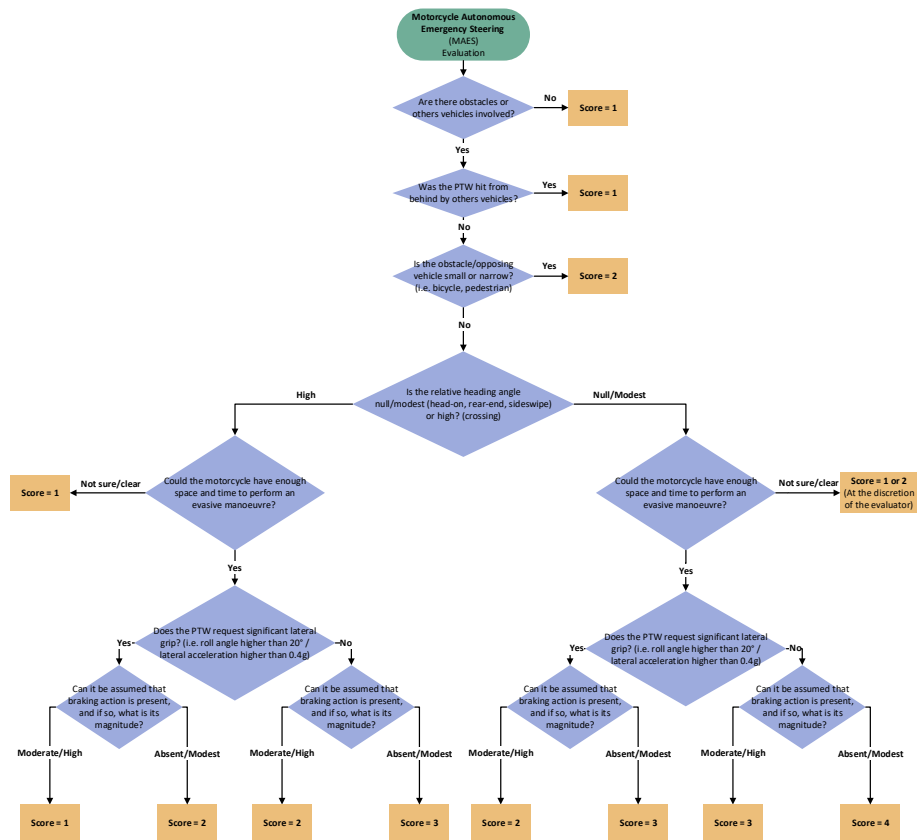 Motorcycle Autonomous
Emergency Steering
(MAES)
Evaluation
Are there obstacles or
others vehicles involved?
No
Score = 1
Yes
Was the PTW hit from
behind by others vehicles?
Yes
Score = 1
No
Is the obstacle/opposing
vehicle small or narrow?
(i.e. bicycle, pedestrian)
Yes
Score = 2
No
Is the relative heading angle
null/modest (head-on, rear-end, sideswipe)
or high? (crossing)
High
Null/Modest
Could the motorcycle have enough
space and time to perform an
evasive manoeuvre?
Not sure/clear
Score = 1
Could the motorcycle have enough
space and time to perform an
evasive manoeuvre?
Not sure/clear
Score = 1 or 2
(At the discretion
of the evaluator)
Yes
Yes
Does the PTW request significant lateral
grip? (i.e. roll angle higher than 20° /
lateral acceleration higher than 0.4g)
Yes
No
Does the PTW request significant lateral
grip? (i.e. roll angle higher than 20° /
lateral acceleration higher than 0.4g)
Yes
No
Can it be assumed that
braking action is present,
and if so, what is its
magnitude?
Can it be assumed that
braking action is present,
and if so, what is its
magnitude?
Can it be assumed that
braking action is present,
and if so, what is its
magnitude?
Can it be assumed that
braking action is present,
and if so, what is its
magnitude?
Moderate/High
Absent/Modest
Moderate/High
Absent/Modest
Moderate/High
Absent/Modest
Moderate/High
Absent/Modest
Score = 1
Score = 2
Score = 2
Score = 3
Score = 2
Score = 3
Score = 3
Score = 4